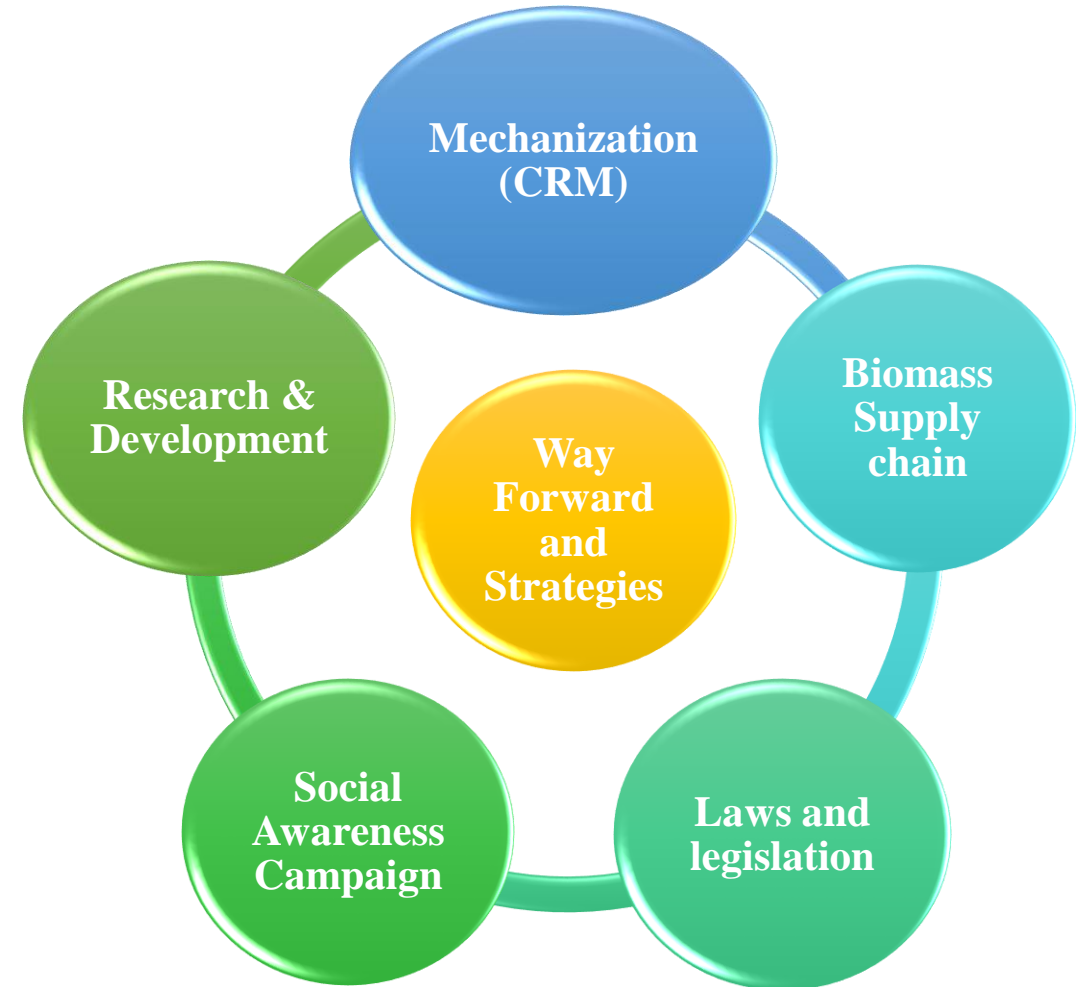 Mechanization
(CRM)
Biomass
Supply
chain
Laws and
legislation
Social
Awareness
Campaign
Research &
Development
Way
Forward
and
Strategies